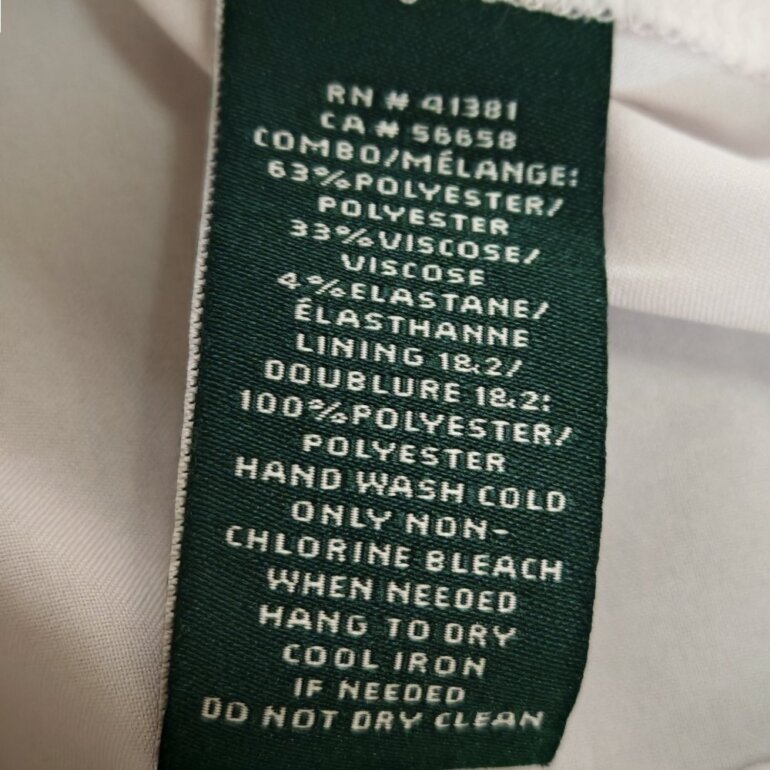 RN # 41381
CA # 56658
COMBO/MÉLANGE:
63%POLYESTER/
POLYESTER
33%VISCOSE/
VISCOSE
4%ELASTANE/
ÉLASTHANNE
LINING 1&2/
DOUBLURE 1&2:
100%POLYESTER/
POLYESTER
HAND WASH COLD
ONLY NON-
CHLORINE BLEACH
WHEN NEEDED
HANG TO DRY
COOL IRON
IF NEEDED
DO NOT DRY CLEAN